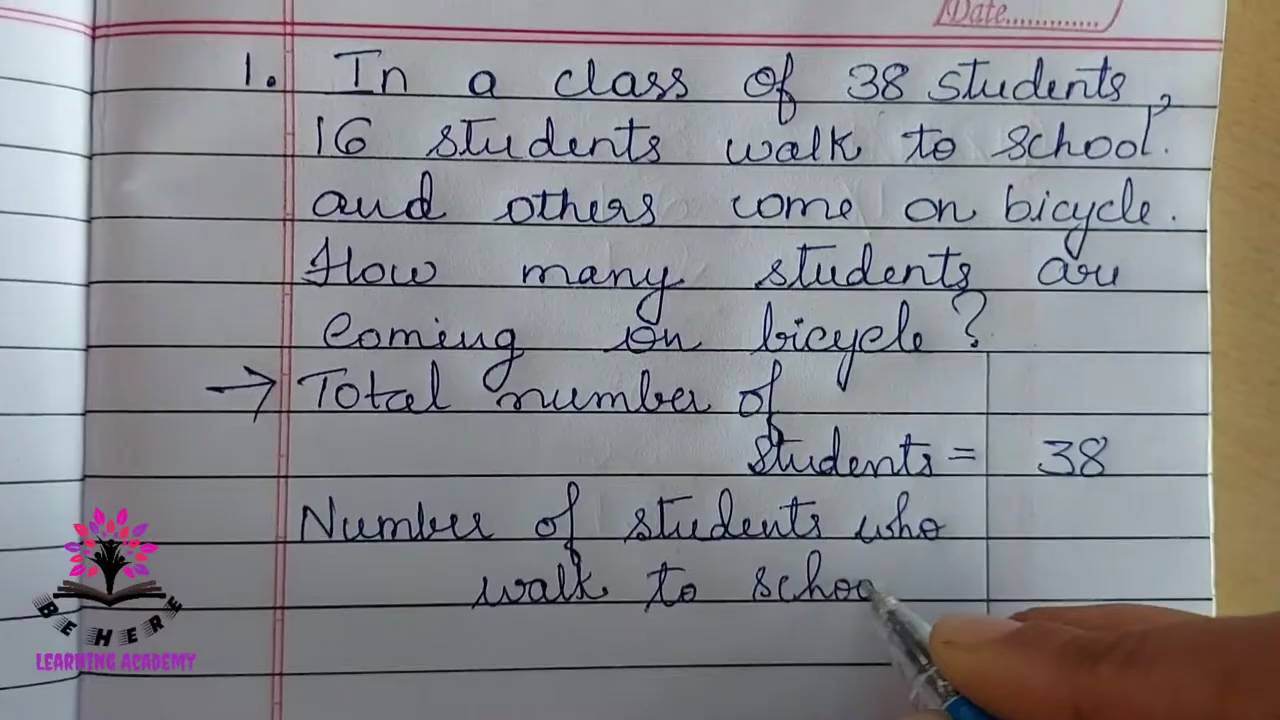 Date.............
1. In a class of 38 students,
16 students walk to school.
and others come on bicycle.
How many students are
coming on bicycle?
→ Total number of
students = 38
Number of students who
walk to schoo
BEHERE
LEARNING ACADEMY